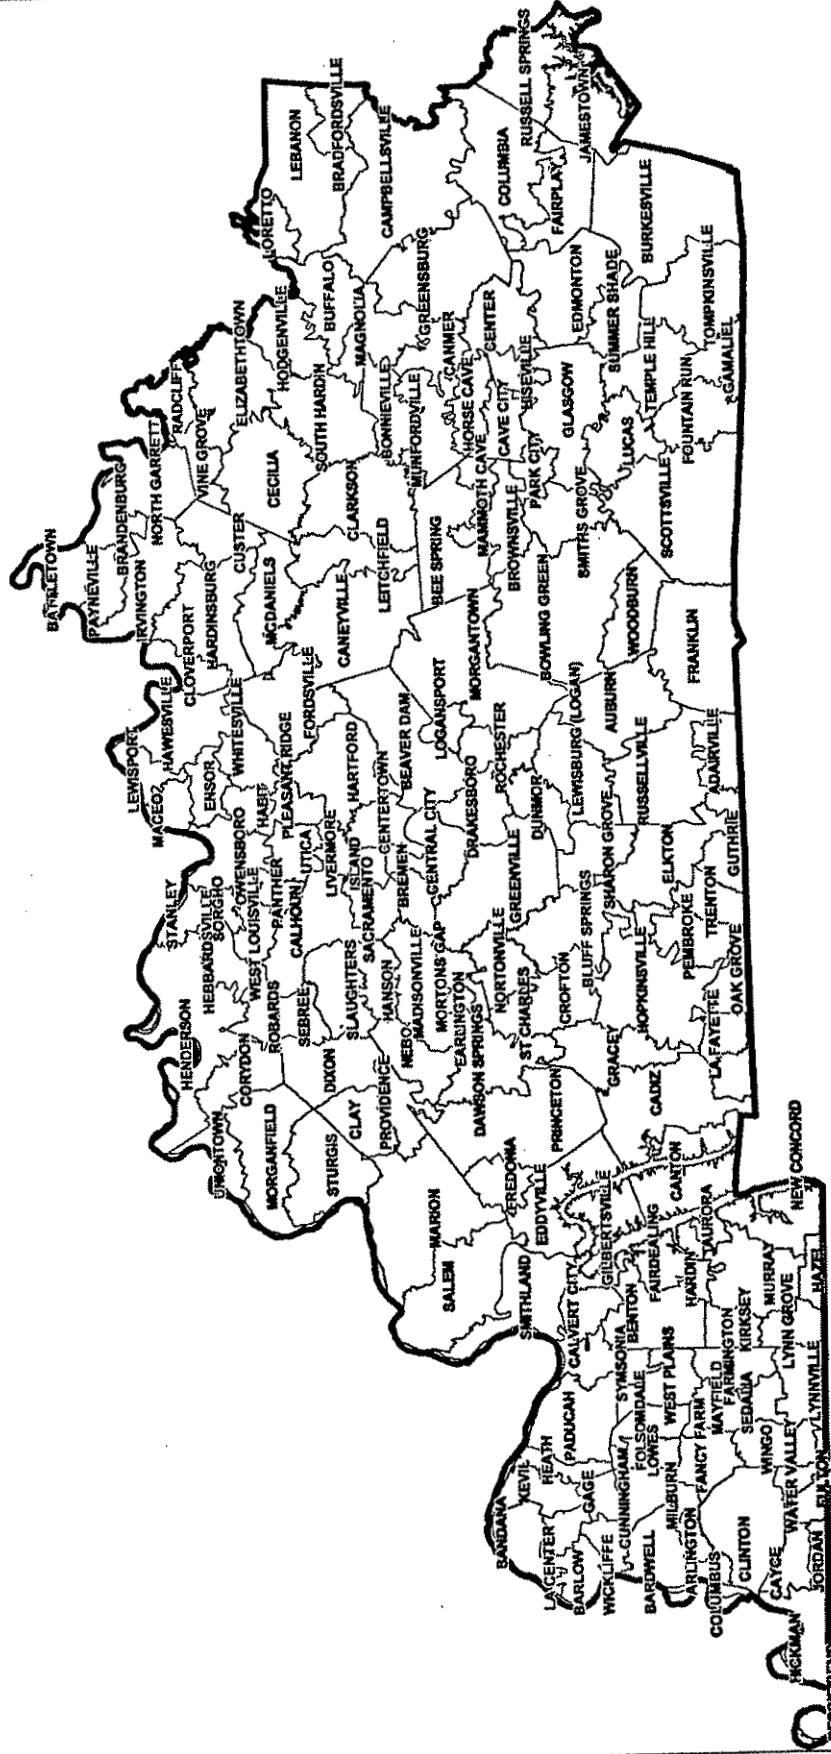 BATTLETOWN
PAYNEVILLE
BRANDENBURG
LEWISPORT
IRVINGTON
NORTH GARRETT
MACEO
HAWESVILLE
RADCLIFF
STANLEY
CLOVERPORT
HENDERSON
VINE GROVE
HEBBARDSVILLE
ENSOR
HARDINSBURG
UNIONTOWN
SORGHO
OWENSBORO
WHITESVILLE
CUSTER
ELIZABETHTOWN
CORYDON
WEST LOUISVILLE
HABIT
MCDANIELS
CECILIA
LORETTO
MORGANFIELD
ROBARDS
PANTHER
PLEASANT RIDGE
HODGENVILLE
LEBANON
SEBREE
CALHOUN
UTICA
FORDSVILLE
SOUTH HARDIN
BUFFALO
BRADFORDSVILLE
STURGIS
DIXON
LIVERMORE
CANEYVILLE
CLARKSON
MAGNOLIA
CLAY
SLAUGHTERS
ISLAND
HARTFORD
SACRAMENTO
PROVIDENCE
HANSON
CENTERTOWN
LEITCHFIELD
BONNIEVILLE
CAMPBELLSVILLE
NEBO
BREMEN
BEAVER DAM
MUNFORDVILLE
MADISONVILLE
CENTRAL CITY
GREENSBURG
MARION
MORTONS GAP
LOGANSPORT
BEE SPRING
CANMER
SALEM
EARLINGTON
DRAKESBORO
HORSE CAVE
DAWSON SPRINGS
MORGANTOWN
MAMMOTH CAVE
CENTER
NORTONVILLE
ROCHESTER
CAVE CITY
COLUMBIA
BANDANA
FREDONIA
GREENVILLE
BROWNSVILLE
HISEVILLE
RUSSELL SPRINGS
KEVIL
SMITHLAND
ST CHARLES
DUNMOR
PARK CITY
EDDYVILLE
BOWLING GREEN
FAIRPLAY
LA CENTER
HEATH
PRINCETON
CROFTON
GLASGOW
EDMONTON
PADUCAH
CALVERT CITY
LEWISBURG (LOGAN)
SMITHS GROVE
JAMESTOWN
BARLOW
GAGE
BLUFF SPRINGS
GILBERTSVILLE
SHARON GROVE
AUBURN
SUMMER SHADE
WICKLIFFE
SYMSONIA
GRACEY
LUCAS
CUNNINGHAM
BENTON
WOODBURN
FOLSOMDALE
HOPKINSVILLE
RUSSELLVILLE
TEMPLE HILL
BURKESVILLE
BARDWELL
LOWES
FAIRDEALING
CADIZ
WEST PLAINS
CANTON
ELKTON
SCOTTSVILLE
MILBURN
PEMBROKE
FOUNTAIN RUN
ARLINGTON
FANCY FARM
HARDIN
FRANKLIN
COLUMBUS
MAYFIELD
AURORA
LA FAYETTE
TRENTON
ADAIRVILLE
TOMPKINSVILLE
FARMINGTON
OAK GROVE
GUTHRIE
GAMALIEL
CLINTON
SEDALIA
KIRKSEY
WINGO
MURRAY
CAYCE
WATER VALLEY
LYNN GROVE
NEW CONCORD
HICKMAN
JORDAN
FULTON
LYNNVILLE
HAZEL